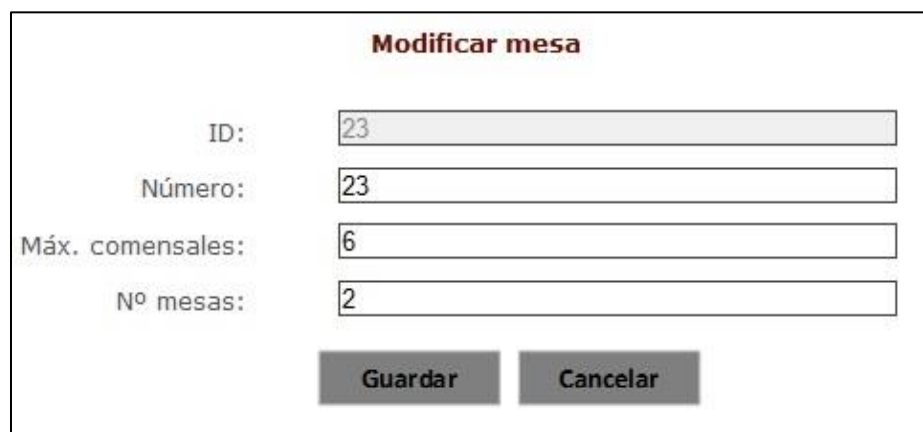 Modificar mesa
ID: 23
Número: 23
Máx. comensales: 6
Nº mesas: 2
Guardar Cancelar